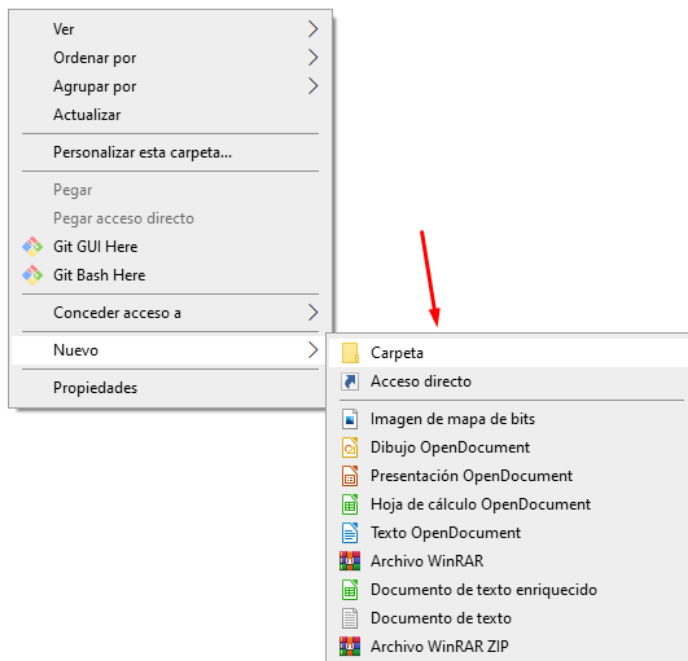 Ver
Ordenar por
Agrupar por
Actualizar
Personalizar esta carpeta...
Pegar
Pegar acceso directo
Git GUI Here
Git Bash Here
Conceder acceso a
Nuevo
Propiedades
Carpeta
Acceso directo
Imagen de mapa de bits
Dibujo OpenDocument
Presentación OpenDocument
Hoja de cálculo OpenDocument
Texto OpenDocument
Archivo WinRAR
Documento de texto enriquecido
Documento de texto
Archivo WinRAR ZIP